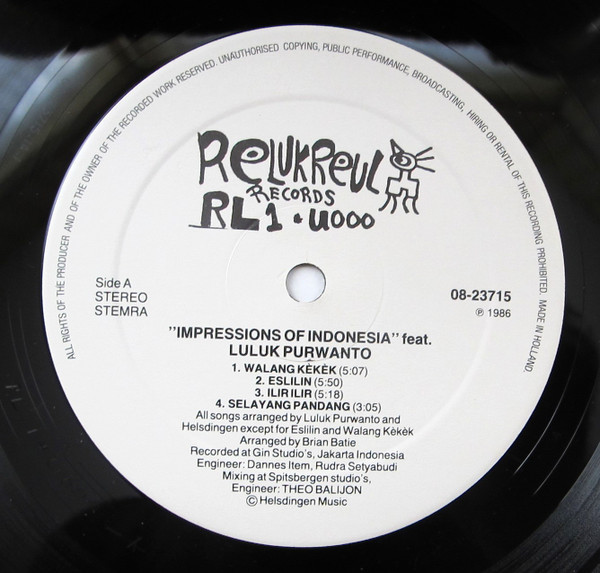 ALL RIGHTS OF THE PRODUCER AND OF THE OWNER OF THE RECORDED WORK RESERVED. UNAUTHORISED COPYING, PUBLIC PERFORMANCE, BROADCASTING, HIRING OR RENTAL OF THIS RECORDING PROHIBITED. MADE IN HOLLAND.
RELUKREUL
RECORDS
RL1.4000
Side A
STEREO
STEMRA
08-23715
℗ 1986
"IMPRESSIONS OF INDONESIA" feat.
LULUK PURWANTO
1. WALANG KÈKÈK (5:07)
2. ESLILIN (5:50)
3. ILIR ILIR (5:18)
4. SELAYANG PANDANG (3:05)
All songs arranged by Luluk Purwanto and
Helsdingen except for Eslilin and Walang Kèkèk
Arranged by Brian Batie
Recorded at Gin Studio's, Jakarta Indonesia
Engineer: Dannes Item, Rudra Setyabudi
Mixing at Spitsbergen studio's,
Engineer: THEO BALIJON
© Helsdingen Music